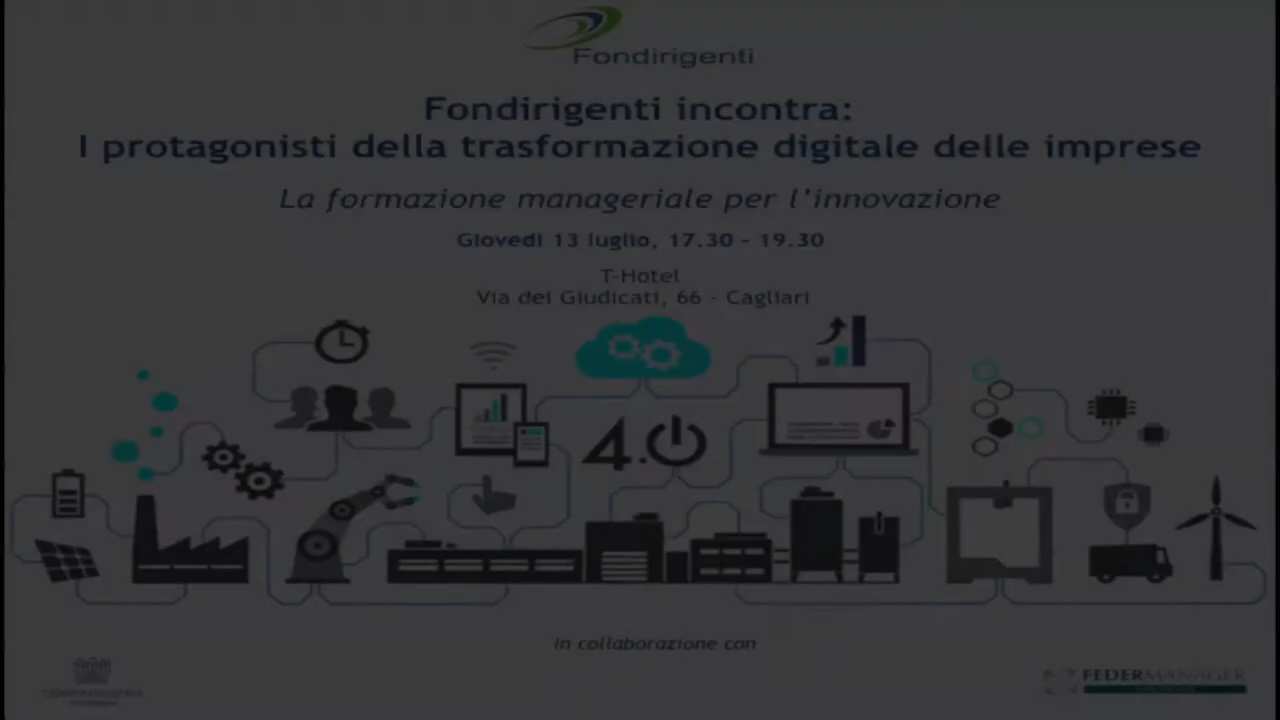 Fondirigenti
Fondirigenti incontra:
I protagonisti della trasformazione digitale delle imprese
La formazione manageriale per l'innovazione
Giovedì 13 luglio, 17.30 - 19.30
T-Hotel
Via dei Giudicati, 66 - Cagliari
4.0
in collaborazione con
CONFINDUSTRIA
FEDERMANAGER